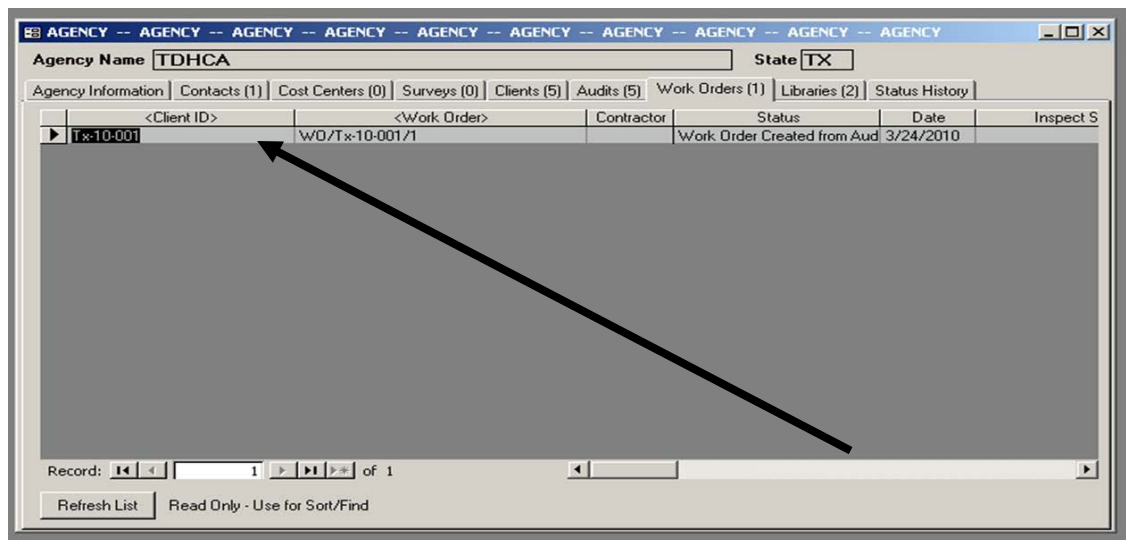 AGENCY -- AGENCY -- AGENCY -- AGENCY -- AGENCY -- AGENCY -- AGENCY -- AGENCY -- AGENCY -- AGENCY
Agency Name TDHCA State TX
Agency Information Contacts (1) Cost Centers (0) Surveys (0) Clients (5) Audits (5) Work Orders (1) Libraries (2) Status History
<Client ID> <Work Order> Contractor Status Date Inspect S
Tx-10-001 WO/Tx-10-001/1 Work Order Created from Aud 3/24/2010
Record: 1 of 1
Refresh List Read Only - Use for Sort/Find